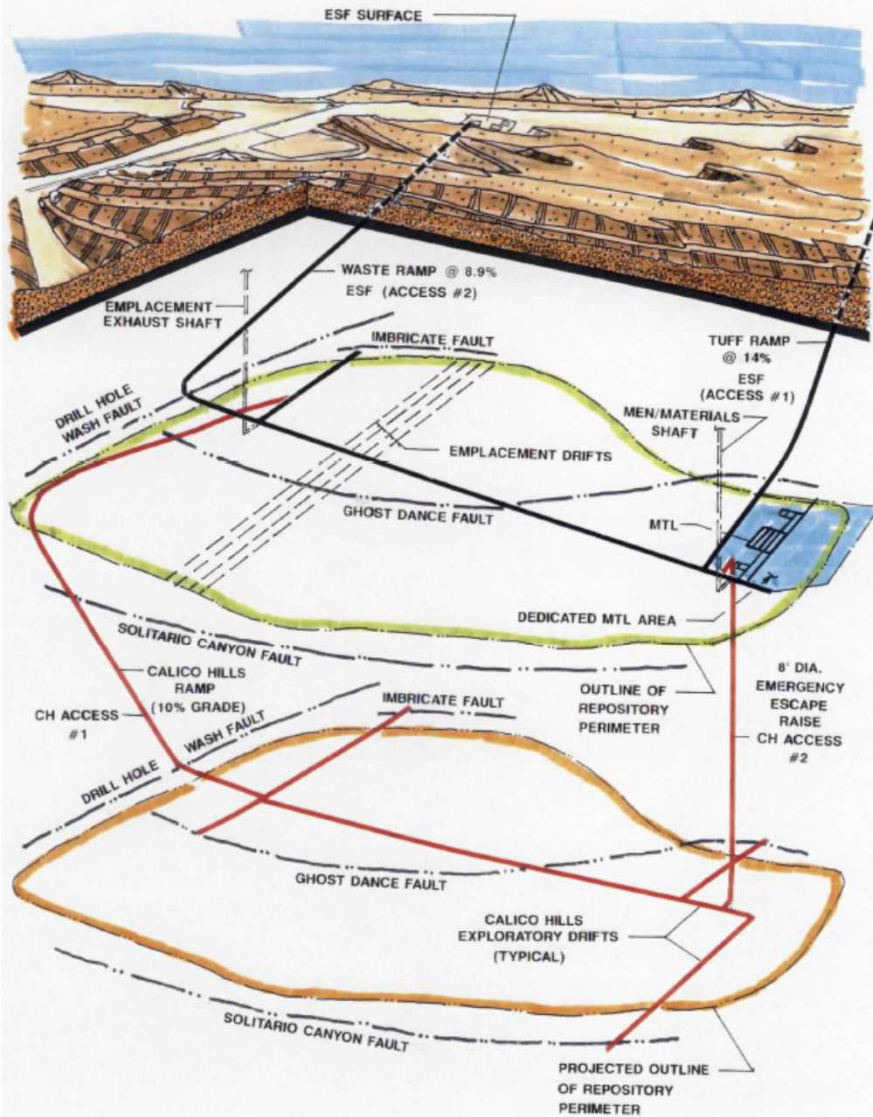 ESF SURFACE
WASTE RAMP @ 8.9%
ESF (ACCESS #2)
EMPLACEMENT
EXHAUST SHAFT
IMBRICATE FAULT
TUFF RAMP
@ 14%
ESF
(ACCESS #1)
MEN/MATERIALS
SHAFT
DRILL HOLE
WASH FAULT
EMPLACEMENT DRIFTS
GHOST DANCE FAULT
MTL
DEDICATED MTL AREA
SOLITARIO CANYON FAULT
CALICO HILLS
RAMP
(10% GRADE)
CH ACCESS
#1
OUTLINE OF
REPOSITORY
PERIMETER
8' DIA.
EMERGENCY
ESCAPE
RAISE
CH ACCESS
#2
IMBRICATE FAULT
DRILL HOLE WASH FAULT
GHOST DANCE FAULT
CALICO HILLS
EXPLORATORY DRIFTS
(TYPICAL)
SOLITARIO CANYON FAULT
PROJECTED OUTLINE
OF REPOSITORY
PERIMETER